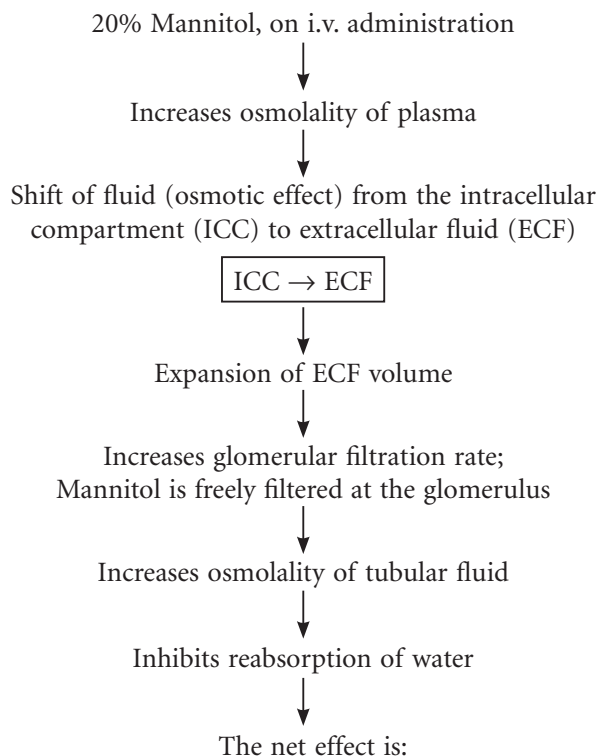 20% Mannitol, on i.v. administration
Increases osmolality of plasma
Shift of fluid (osmotic effect) from the intracellular
compartment (ICC) to extracellular fluid (ECF)
ICC → ECF
Expansion of ECF volume
Increases glomerular filtration rate;
Mannitol is freely filtered at the glomerulus
Increases osmolality of tubular fluid
Inhibits reabsorption of water
The net effect is: